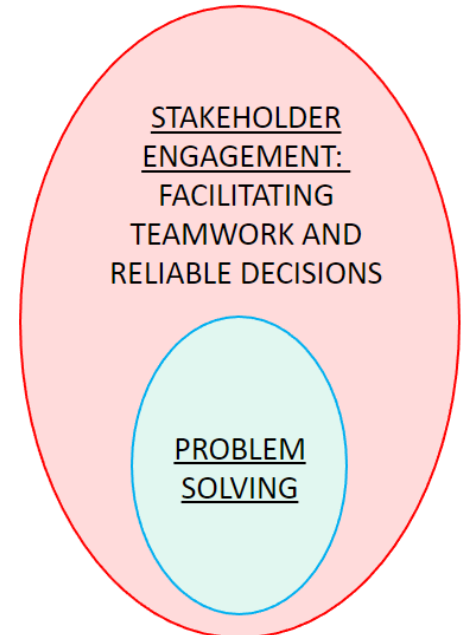 STAKEHOLDER
ENGAGEMENT:
FACILITATING
TEAMWORK AND
RELIABLE DECISIONS
PROBLEM
SOLVING